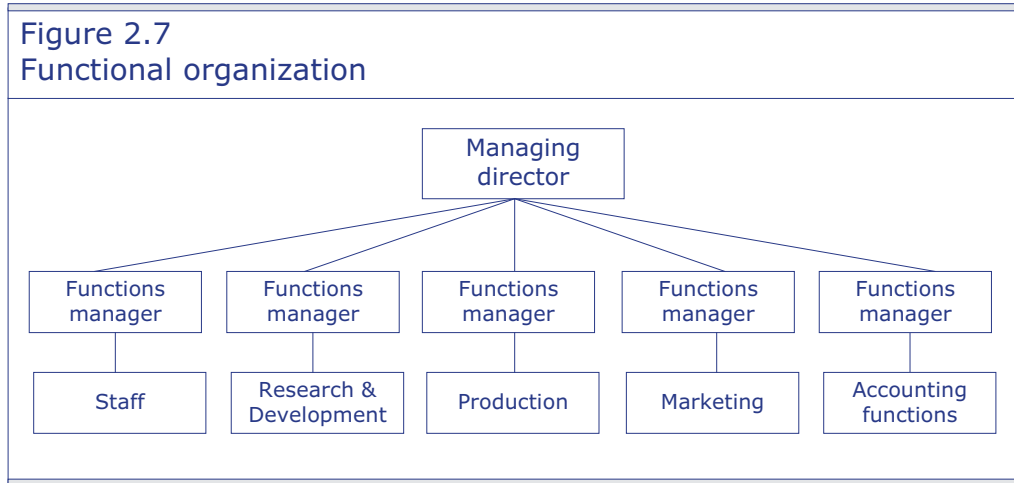 Figure 2.7
Functional organization
Managing
director
Functions
manager
Functions
manager
Functions
manager
Functions
manager
Functions
manager
Staff
Research &
Development
Production
Marketing
Accounting
functions